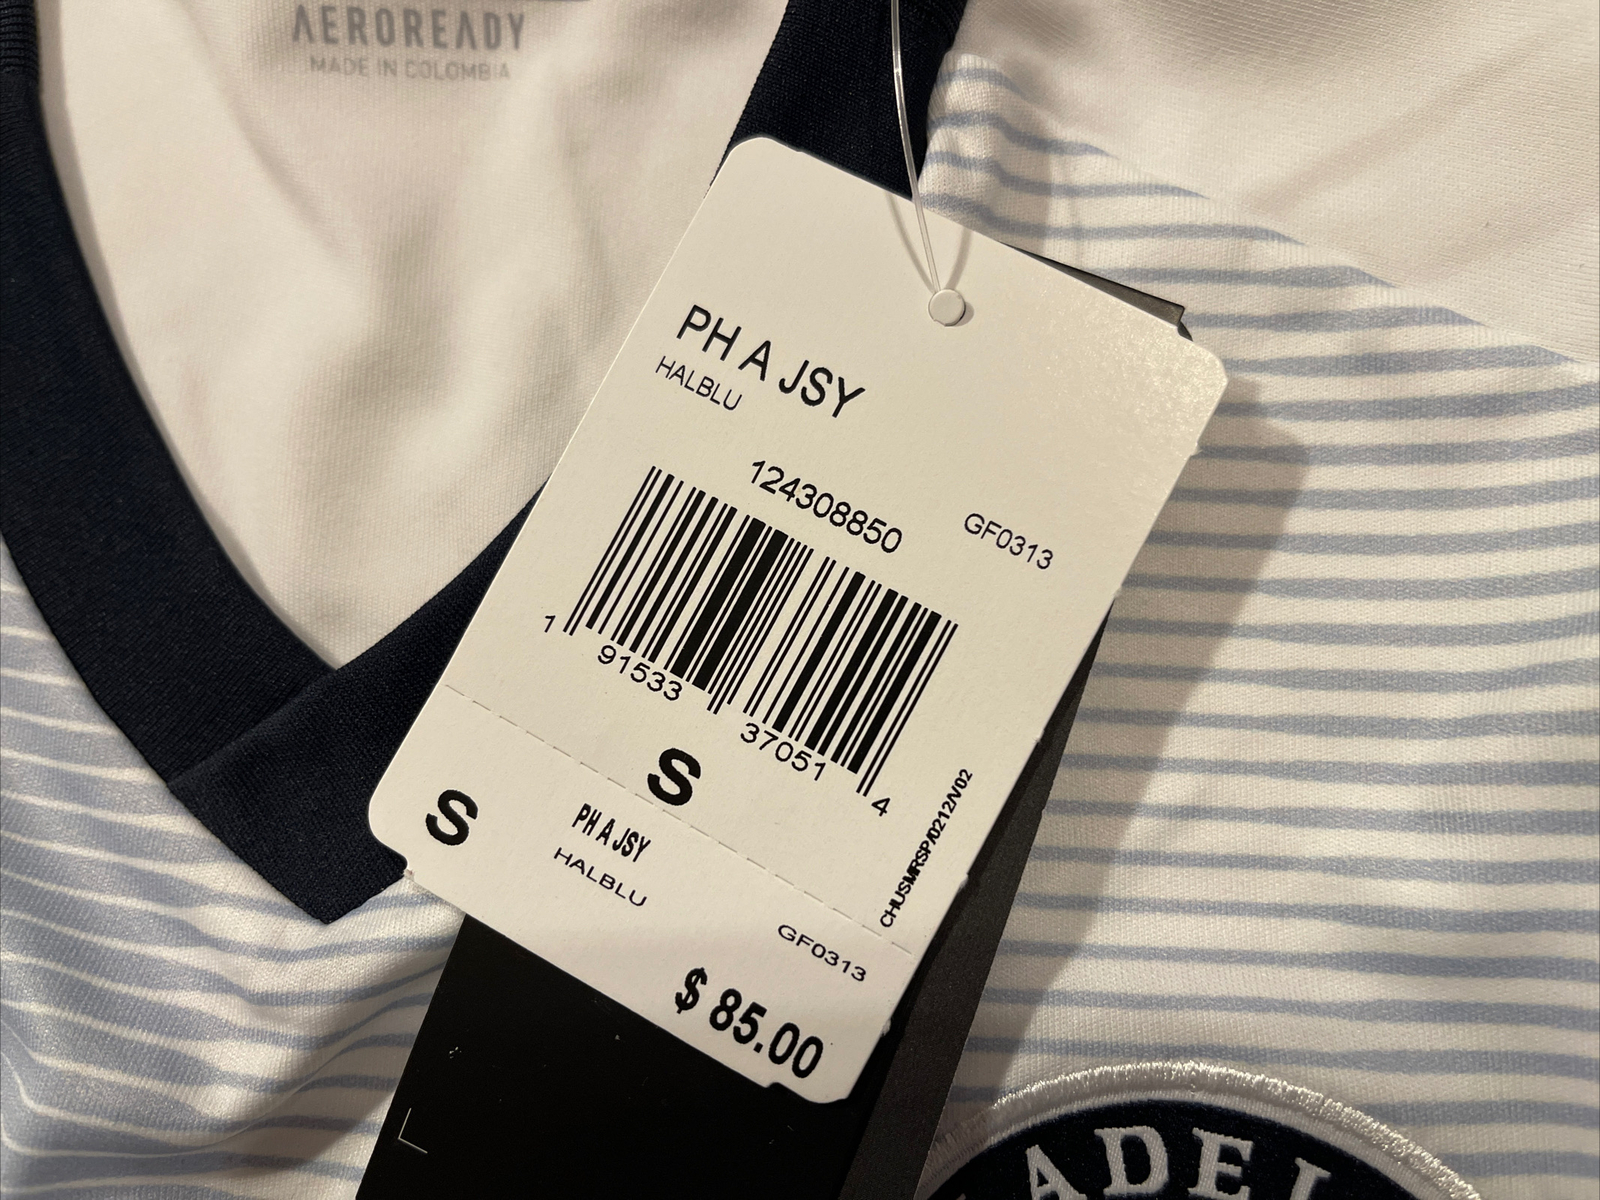 AEROREADY
MADE IN COLOMBIA
PH A JSY
HALBLU
124308850
GF0313
1 91533 37051 4
S
CHUSMRSP/0212/V02
S
PH A JSY
HALBLU
GF0313
$ 85.00
ADEL